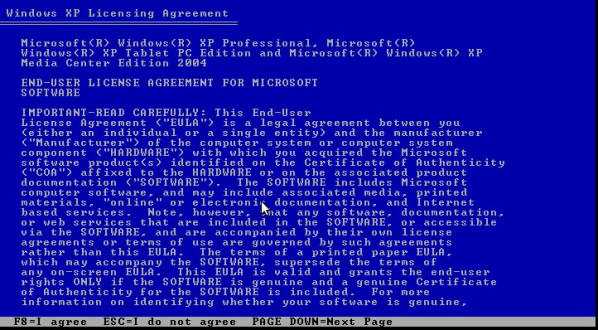 Windows XP Licensing Agreement
Microsoft(R) Windows(R) XP Professional, Microsoft(R)
Windows(R) XP Tablet PC Edition and Microsoft(R) Windows(R) XP
Media Center Edition 2004
END-USER LICENSE AGREEMENT FOR MICROSOFT
SOFTWARE
IMPORTANT-READ CAREFULLY: This End-User
License Agreement ("EULA") is a legal agreement between you
(either an individual or a single entity) and the manufacturer
("Manufacturer") of the computer system or computer system
component ("HARDWARE") with which you acquired the Microsoft
software product(s) identified on the Certificate of Authenticity
("COA") affixed to the HARDWARE or on the associated product
documentation ("SOFTWARE"). The SOFTWARE includes Microsoft
computer software, and may include associated media, printed
materials, "online" or electronic documentation, and Internet
based services. Note, however, that any software, documentation,
or web services that are included in the SOFTWARE, or accessible
via the SOFTWARE, and are accompanied by their own license
agreements or terms of use are governed by such agreements
rather than this EULA. The terms of a printed paper EULA,
which may accompany the SOFTWARE, supersede the terms of
any on-screen EULA. This EULA is valid and grants the end-user
rights ONLY if the SOFTWARE is genuine and a genuine Certificate
of Authenticity for the SOFTWARE is included. For more
information on identifying whether your software is genuine,
F8=I agree ESC=I do not agree PAGE DOWN=Next Page